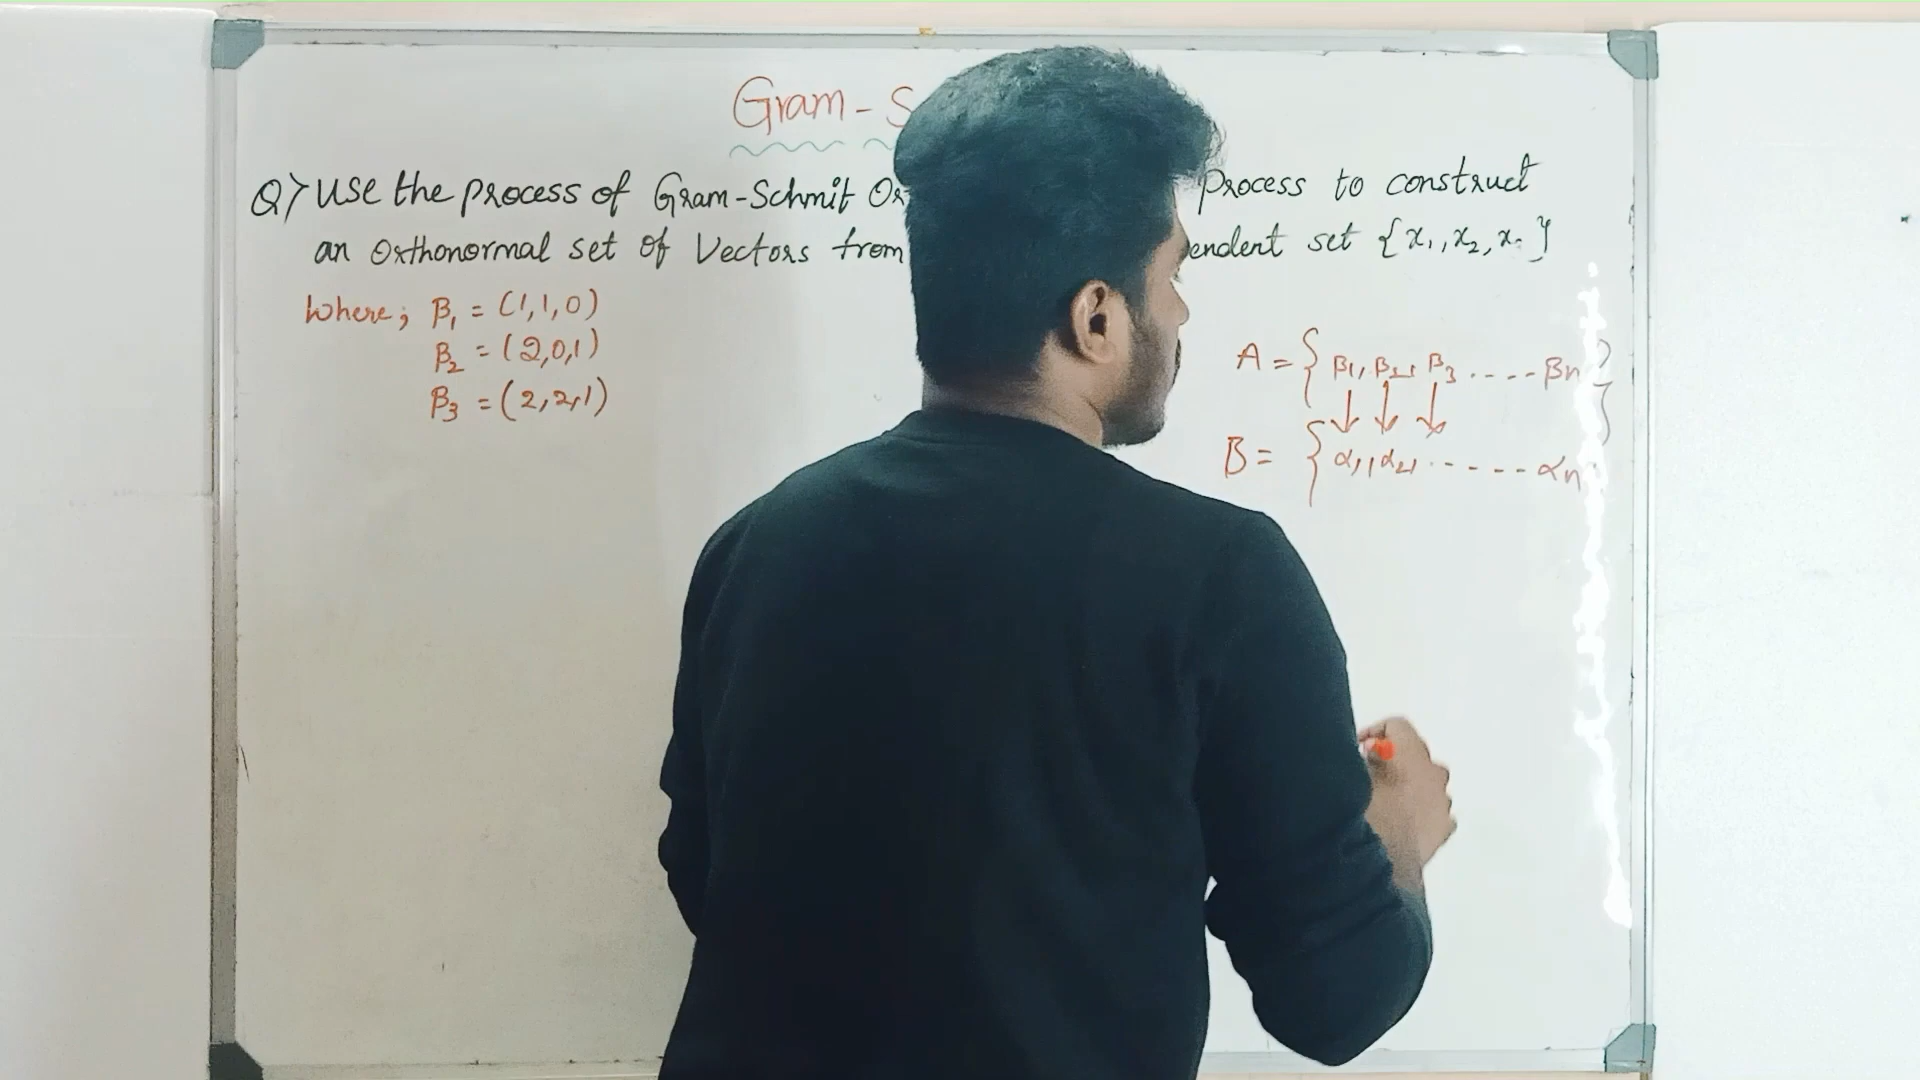 Gram - S
Q> Use the process of Gram-Schmit Or Process to construct
an Orthonormal set of Vectors from endent set {x₁, x₂, x }
Where; β₁ = (1,1,0)
β₂ = (2,0,1)
β₃ = (2,2,1)
A = { β₁, β₂, β₃ ..... βn }
B = { α₁, α₂, ...... αn